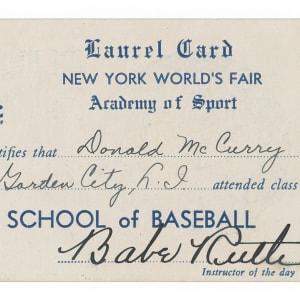 Laurel Card
NEW YORK WORLD'S FAIR
Academy of Sport
tifies that Donald McCurry
Garden City, L.I attended class
SCHOOL of BASEBALL
Babe Ruth
Instructor of the day